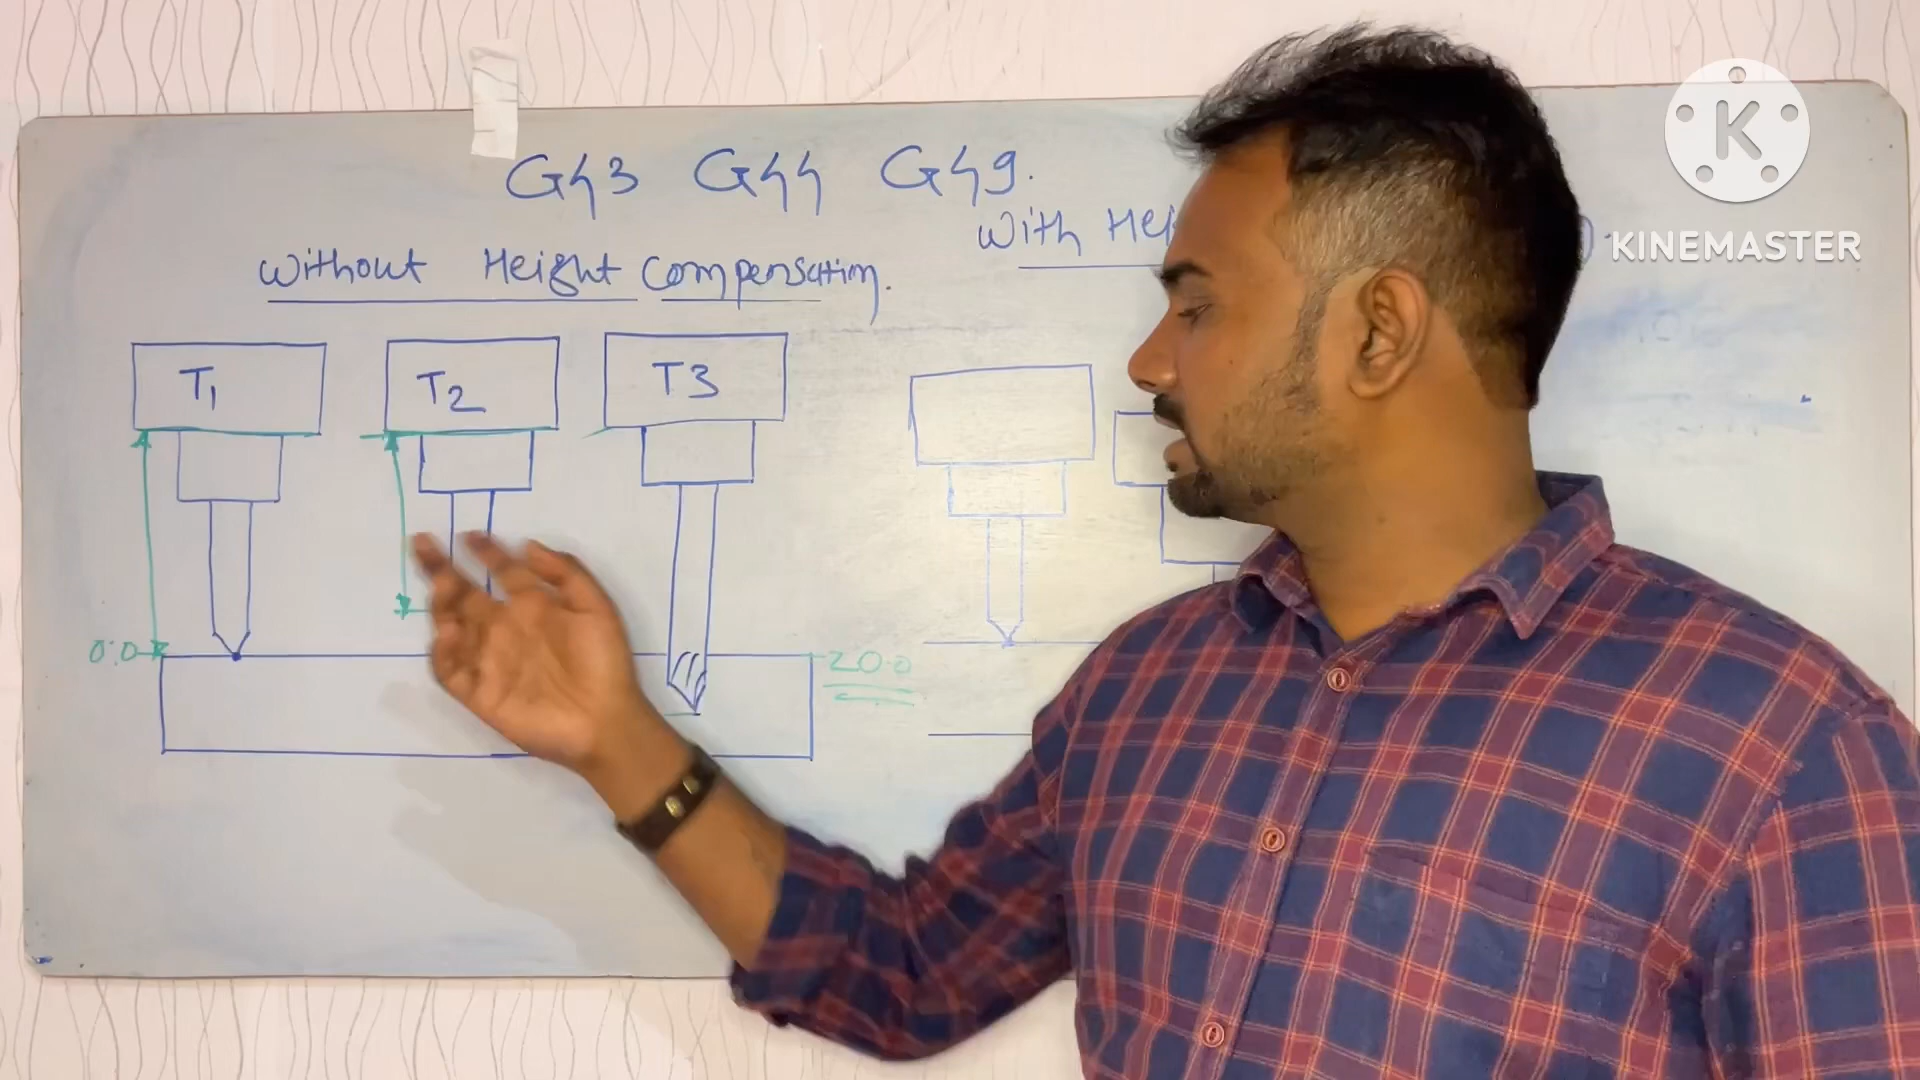 G43 G44 G49.
With Hei
Without Height Compensation.
T1 T2 T3
0.0
20.0
K
KINEMASTER